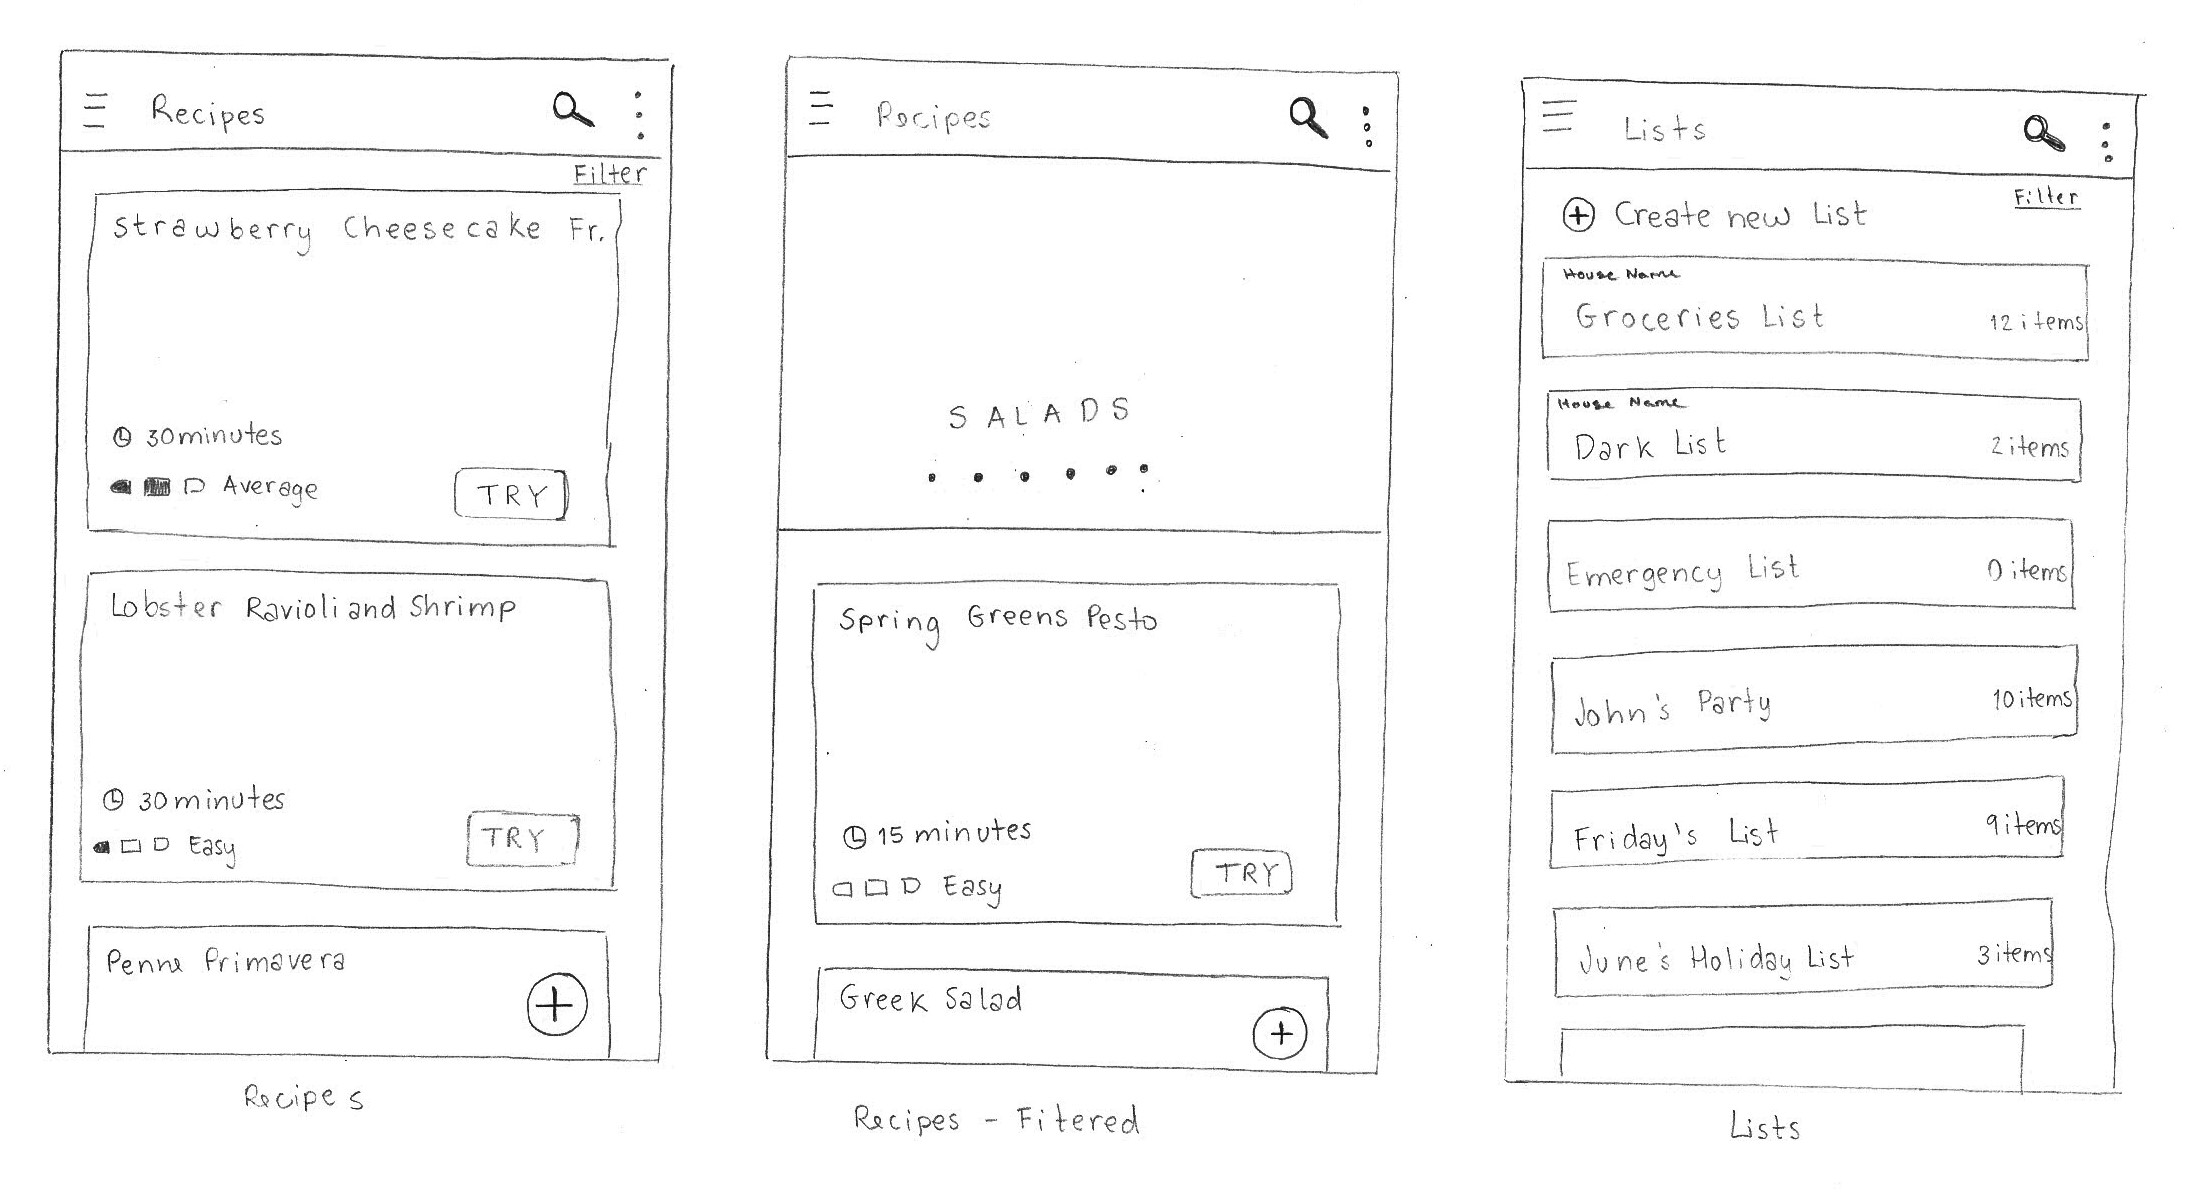 Recipes
Filter
Strawberry Cheesecake Fr.
30 minutes
Average
TRY
Lobster Ravioli and Shrimp
30 minutes
Easy
TRY
Penne Primavera
Recipes
Recipes
SALADS
Spring Greens Pesto
15 minutes
Easy
TRY
Greek Salad
Recipes - Fitered
Lists
Filter
Create new List
House Name
Groceries List 12 items
House Name
Dark List 2 items
Emergency List 0 items
John's Party 10 items
Friday's List 9 items
June's Holiday List 3 items
Lists